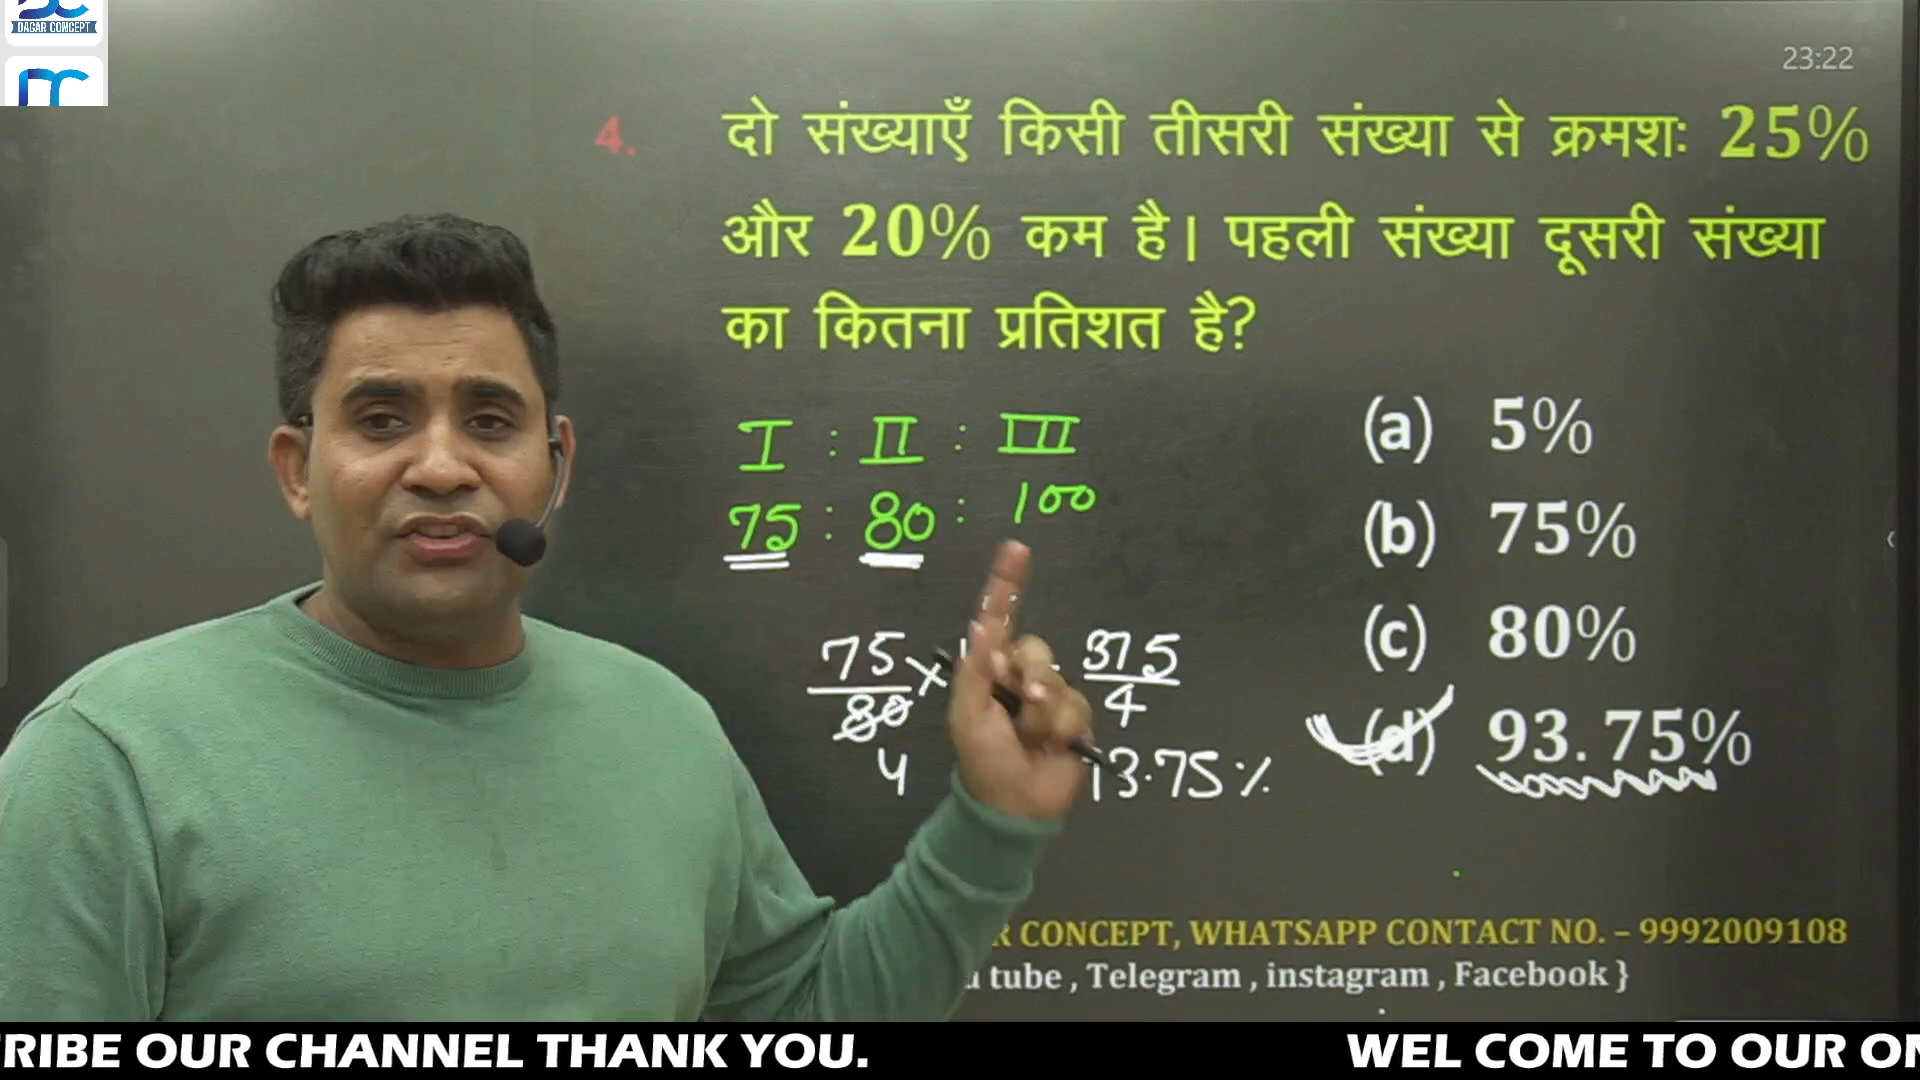 DAGAR CONCEPT
23:22
4. दो संख्याएँ किसी तीसरी संख्या से क्रमशः 25%
और 20% कम है। पहली संख्या दूसरी संख्या
का कितना प्रतिशत है?
I : II : III
75 : 80 : 100
(a) 5%
(b) 75%
(c) 80%
(d) 93.75%
75 × 375
80 4
4 3.75%
CONCEPT, WHATSAPP CONTACT NO. – 9992009108
tube , Telegram , instagram , Facebook }
RIBE OUR CHANNEL THANK YOU. WEL COME TO OUR